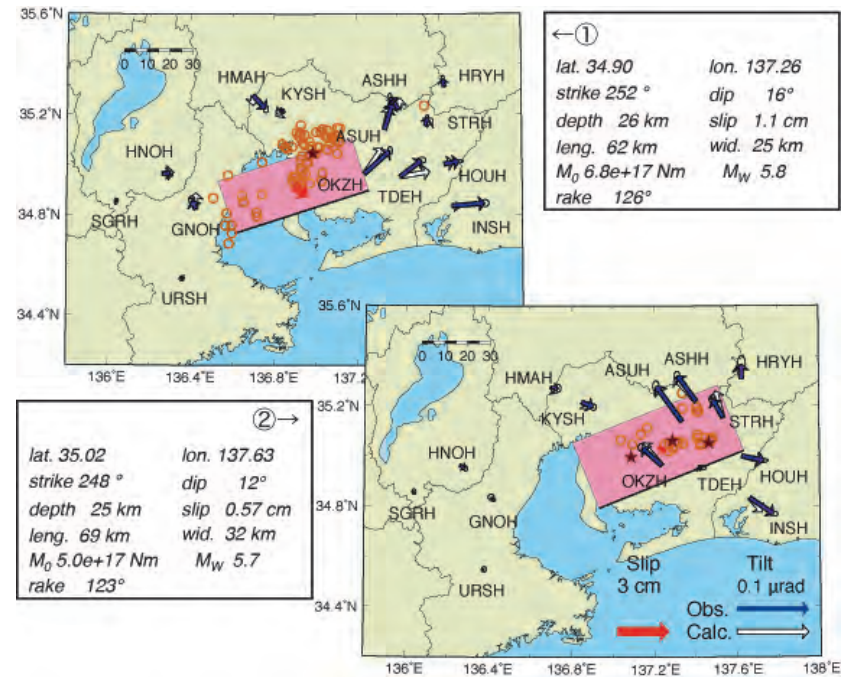 35.6°N
35.2°N
34.8°N
34.4°N
136°E 136.4°E 136.8°E 137.2
0 10 20 30
HMAH
KYSH
ASHH
HRYH
STRH
ASUH
HNOH
OKZH
HOUH
TDEH
SGRH
GNOH
INSH
URSH
←①
lat. 34.90 lon. 137.26
strike 252 ° dip 16°
depth 26 km slip 1.1 cm
leng. 62 km wid. 25 km
M0 6.8e+17 Nm MW 5.8
rake 126°
②→
lat. 35.02 lon. 137.63
strike 248 ° dip 12°
depth 25 km slip 0.57 cm
leng. 69 km wid. 32 km
M0 5.0e+17 Nm MW 5.7
rake 123°
35.6°N
35.2°N
34.8°N
34.4°N
136°E 136.4°E 136.8°E 137.2°E 137.6°E 138°E
0 10 20 30
HMAH
ASUH
ASHH
HRYH
KYSH
STRH
HNOH
OKZH
TDEH
HOUH
SGRH
GNOH
INSH
URSH
Slip Tilt
3 cm 0.1 μrad
Obs.
Calc.